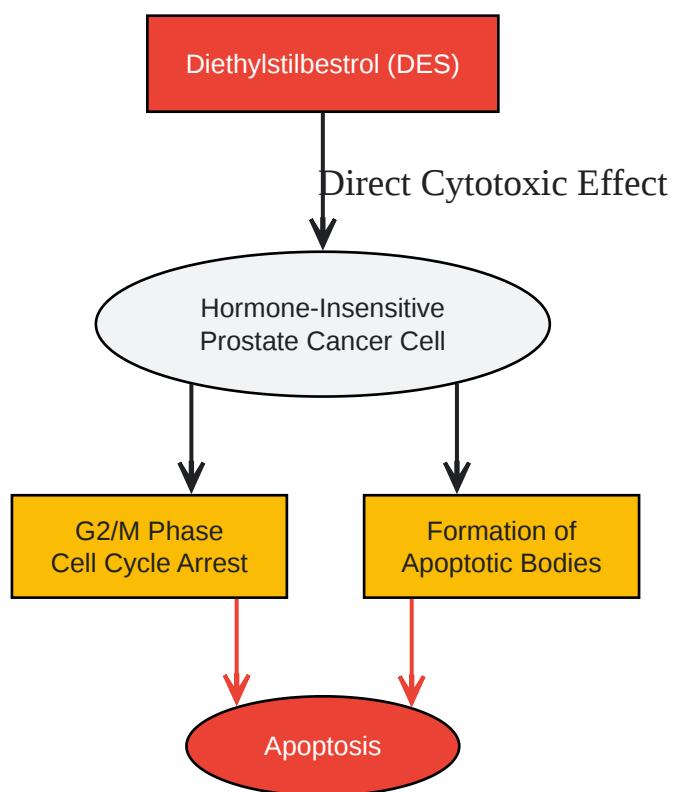 Diethylstilbestrol (DES)
Direct Cytotoxic Effect
Hormone-Insensitive
Prostate Cancer Cell
G2/M Phase
Cell Cycle Arrest
Formation of
Apoptotic Bodies
Apoptosis